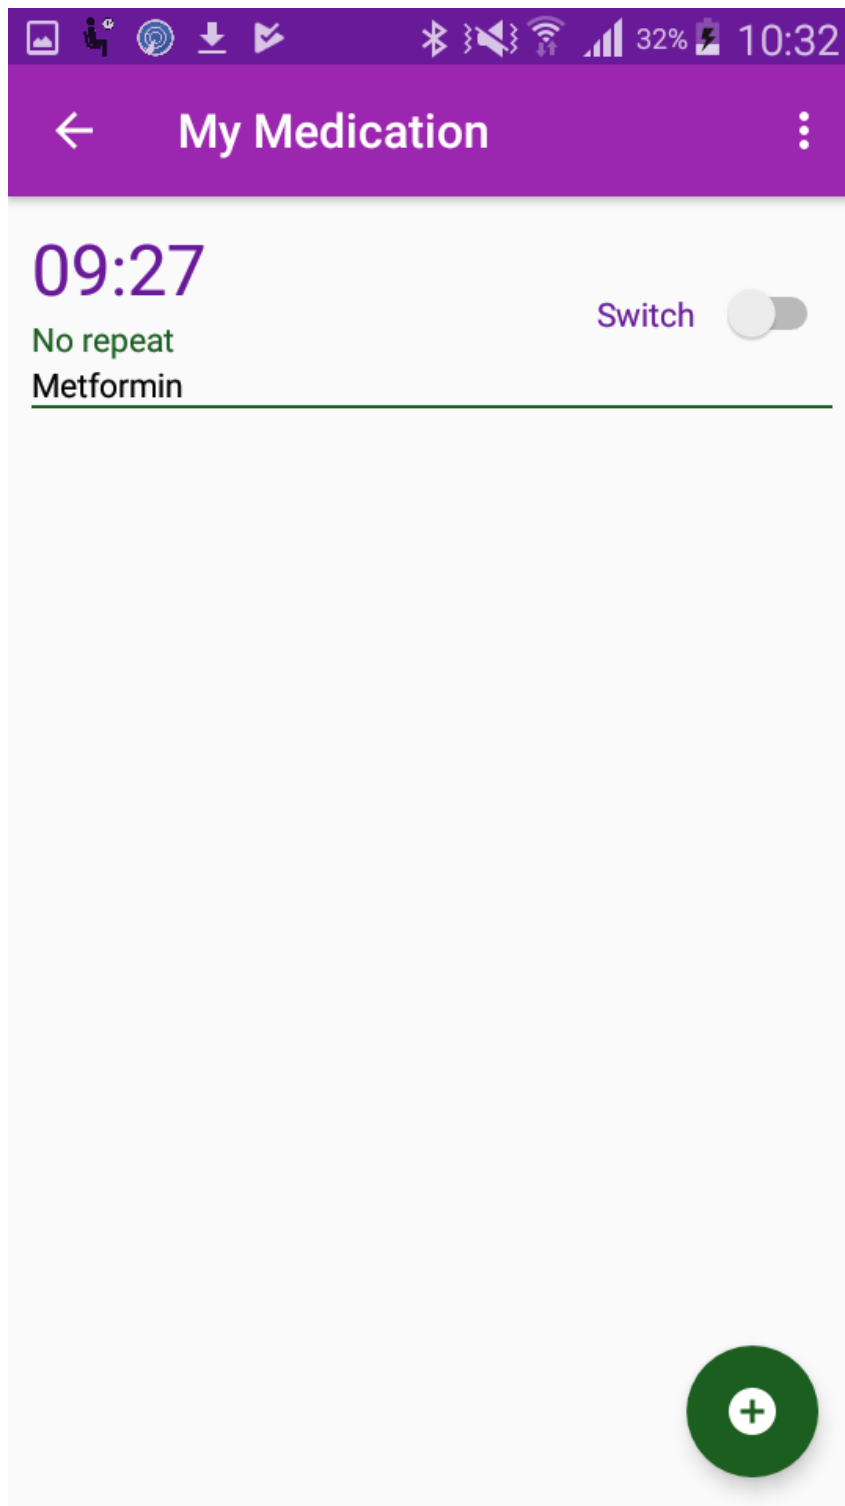 32% 10:32
My Medication
09:27
Switch
No repeat
Metformin